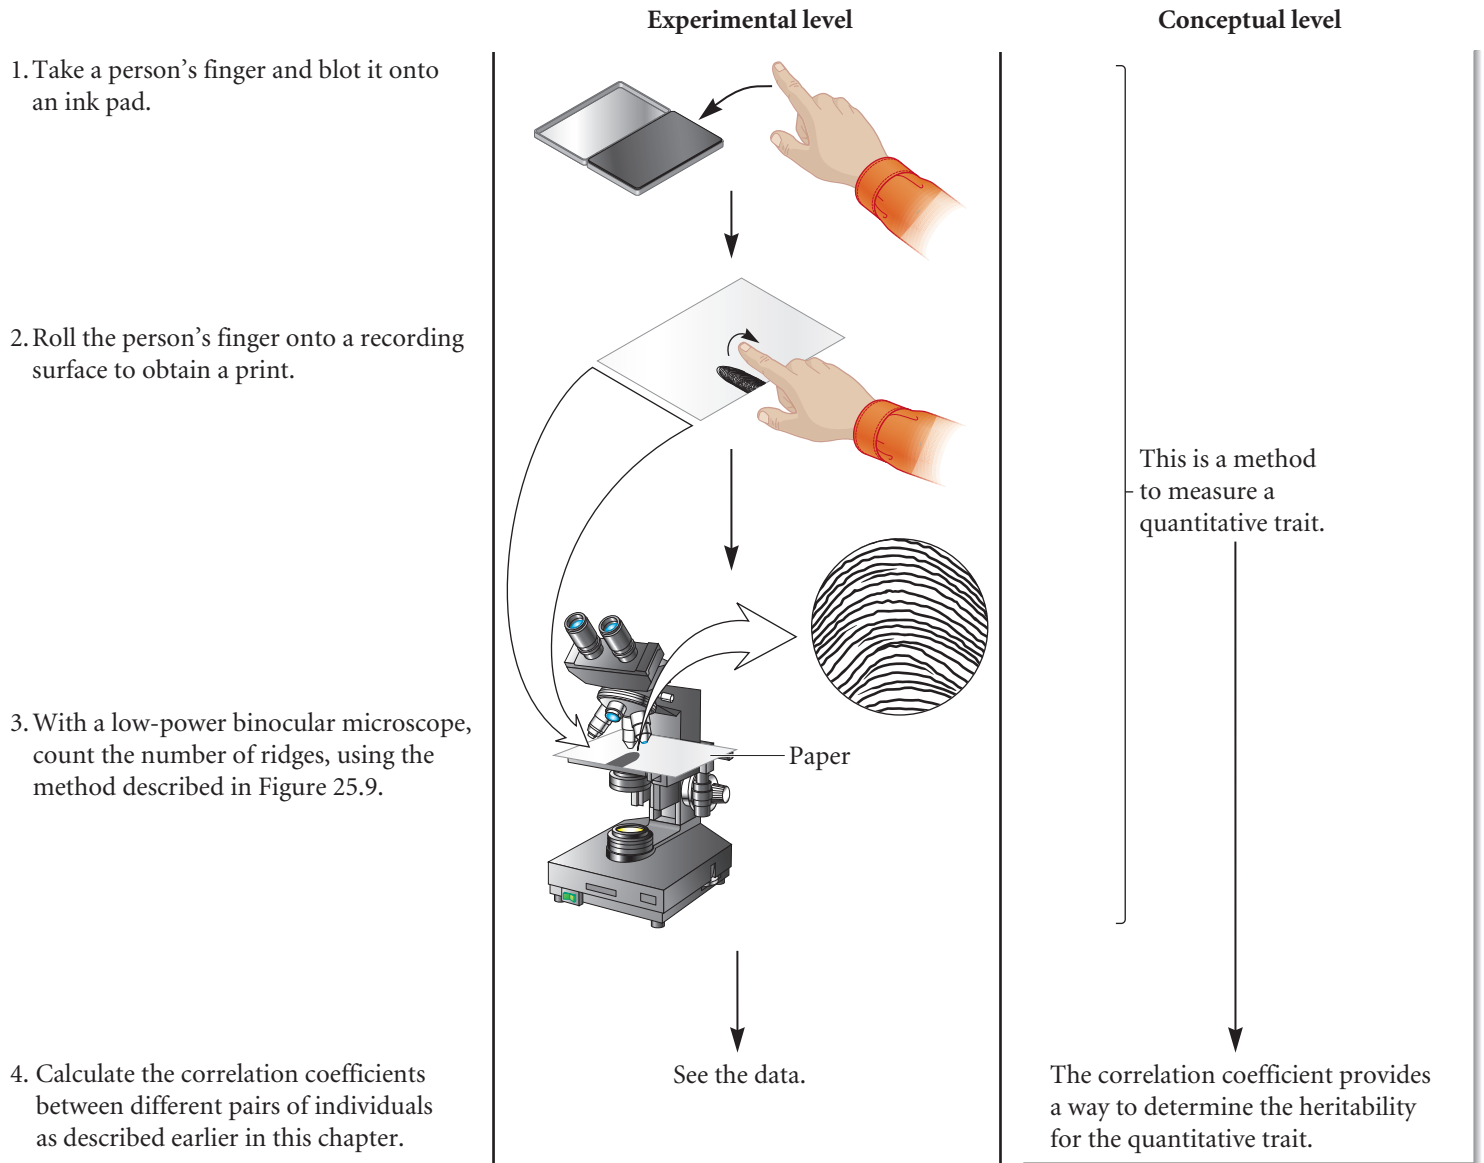 Experimental level
Conceptual level
1. Take a person's finger and blot it onto
an ink pad.
2. Roll the person's finger onto a recording
surface to obtain a print.
This is a method
to measure a
quantitative trait.
3. With a low-power binocular microscope,
count the number of ridges, using the
method described in Figure 25.9.
Paper
4. Calculate the correlation coefficients
between different pairs of individuals
as described earlier in this chapter.
See the data.
The correlation coefficient provides
a way to determine the heritability
for the quantitative trait.